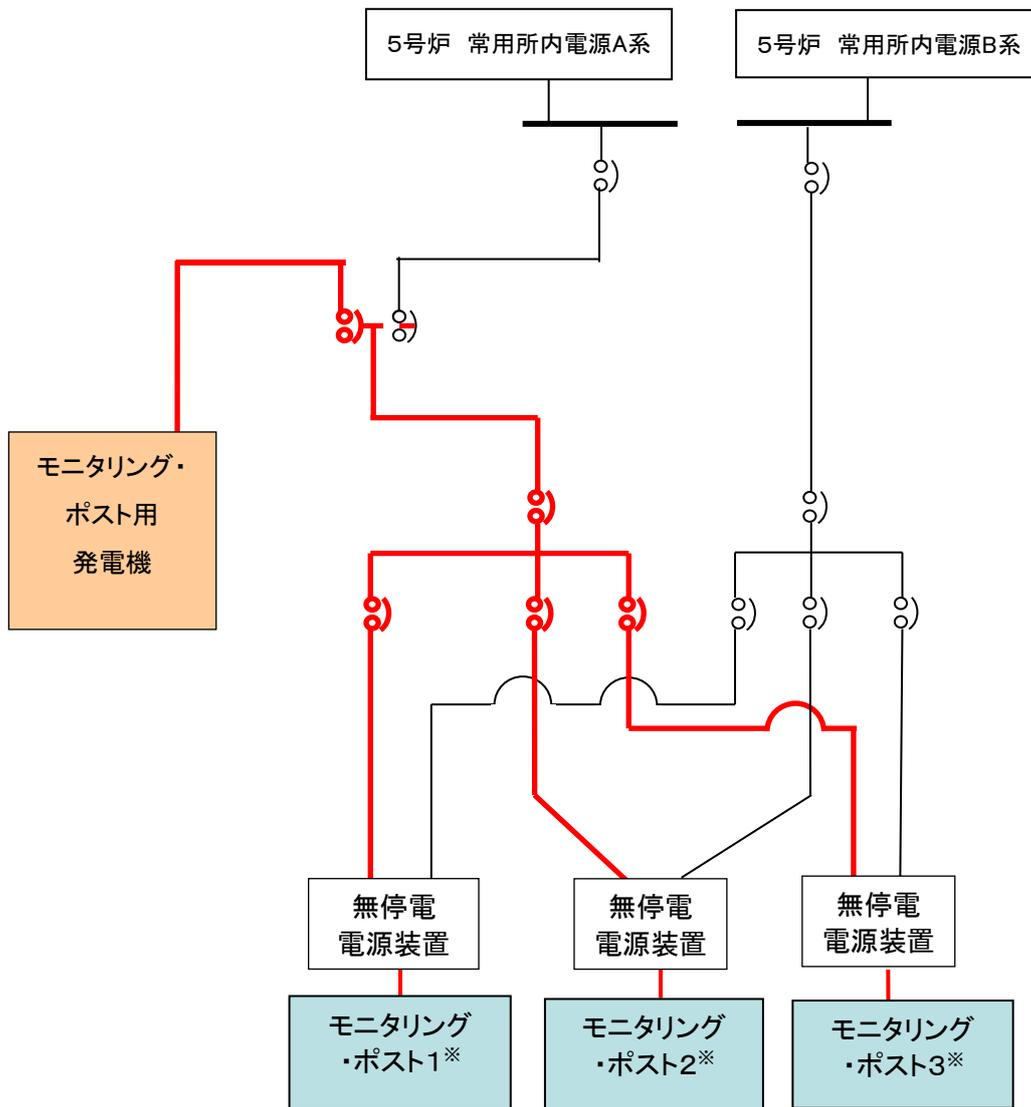 5号炉 常用所内電源A系
5号炉 常用所内電源B系
モニタリング・
ポスト用
発電機
無停電
電源装置
無停電
電源装置
無停電
電源装置
モニタリング
・ポスト1※
モニタリング
・ポスト2※
モニタリング
・ポスト3※